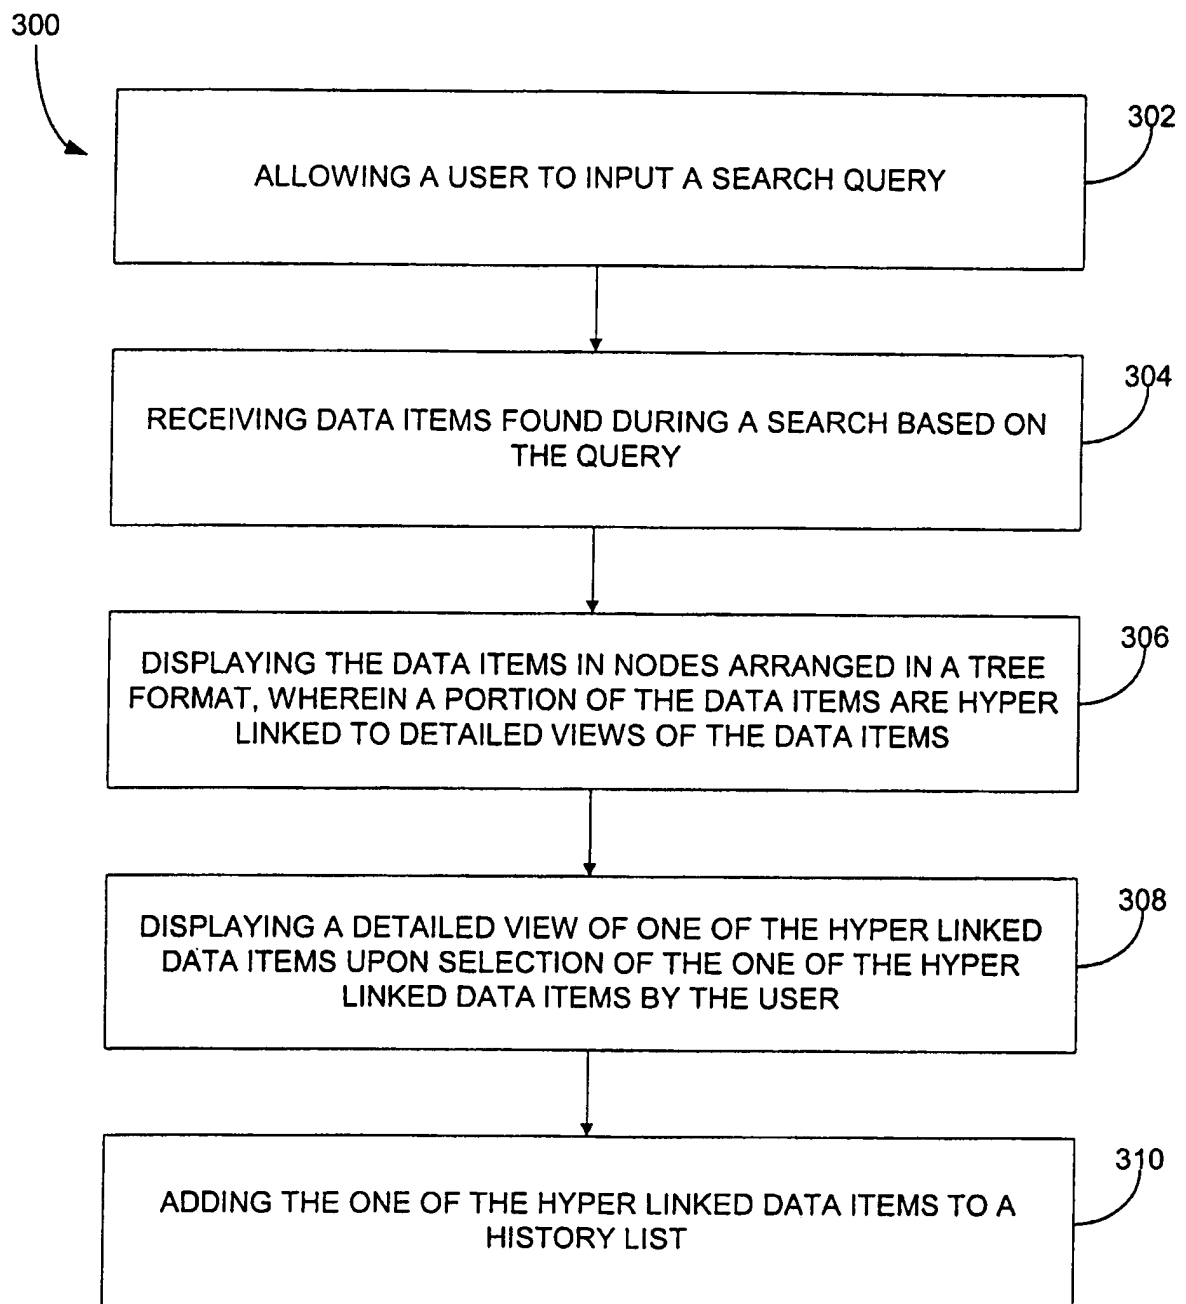 300
302
ALLOWING A USER TO INPUT A SEARCH QUERY
304
RECEIVING DATA ITEMS FOUND DURING A SEARCH BASED ON
THE QUERY
306
DISPLAYING THE DATA ITEMS IN NODES ARRANGED IN A TREE
FORMAT, WHEREIN A PORTION OF THE DATA ITEMS ARE HYPER
LINKED TO DETAILED VIEWS OF THE DATA ITEMS
308
DISPLAYING A DETAILED VIEW OF ONE OF THE HYPER LINKED
DATA ITEMS UPON SELECTION OF THE ONE OF THE HYPER
LINKED DATA ITEMS BY THE USER
310
ADDING THE ONE OF THE HYPER LINKED DATA ITEMS TO A
HISTORY LIST